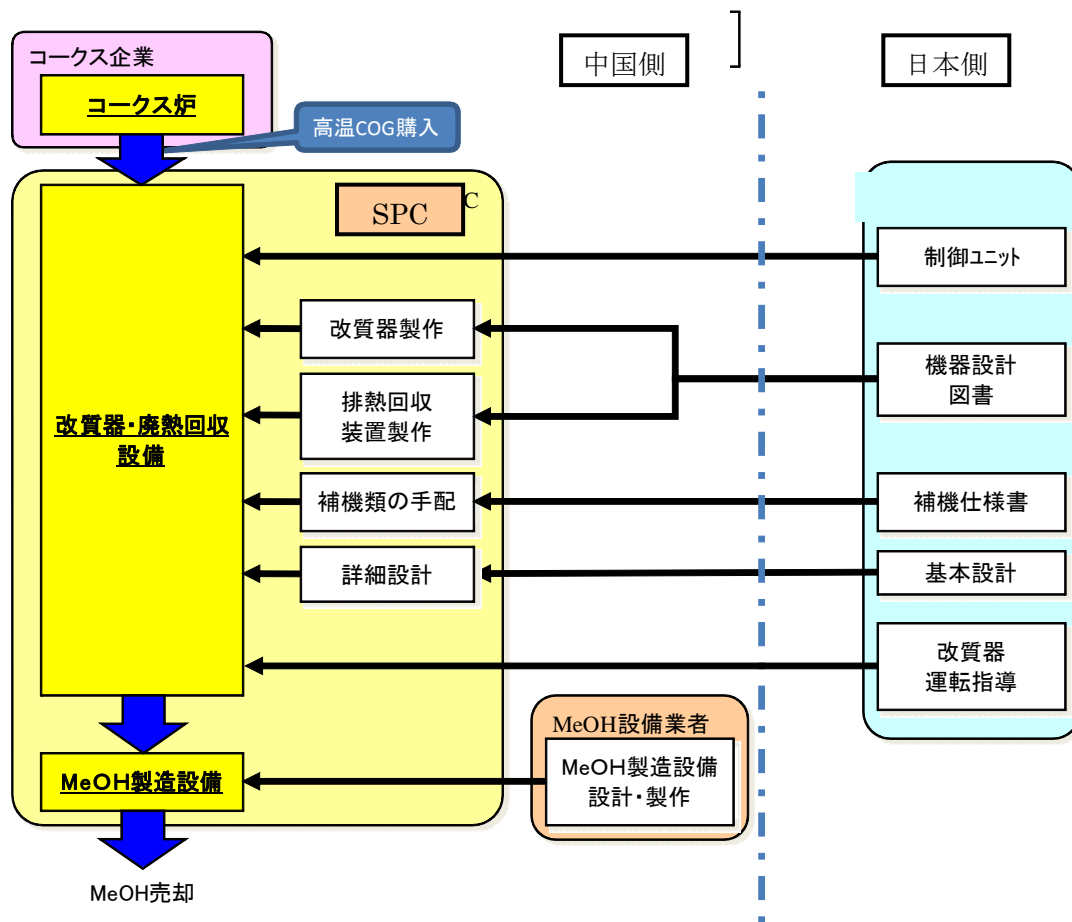 コークス企業
コークス炉
高温COG購入
中国側
]
日本側
SPC
C
制御ユニット
改質器製作
機器設計
図書
排熱回収
装置製作
改質器・廃熱回収
設備
補機類の手配
補機仕様書
詳細設計
基本設計
改質器
運転指導
MeOH設備業者
MeOH製造設備
設計・製作
MeOH製造設備
MeOH売却